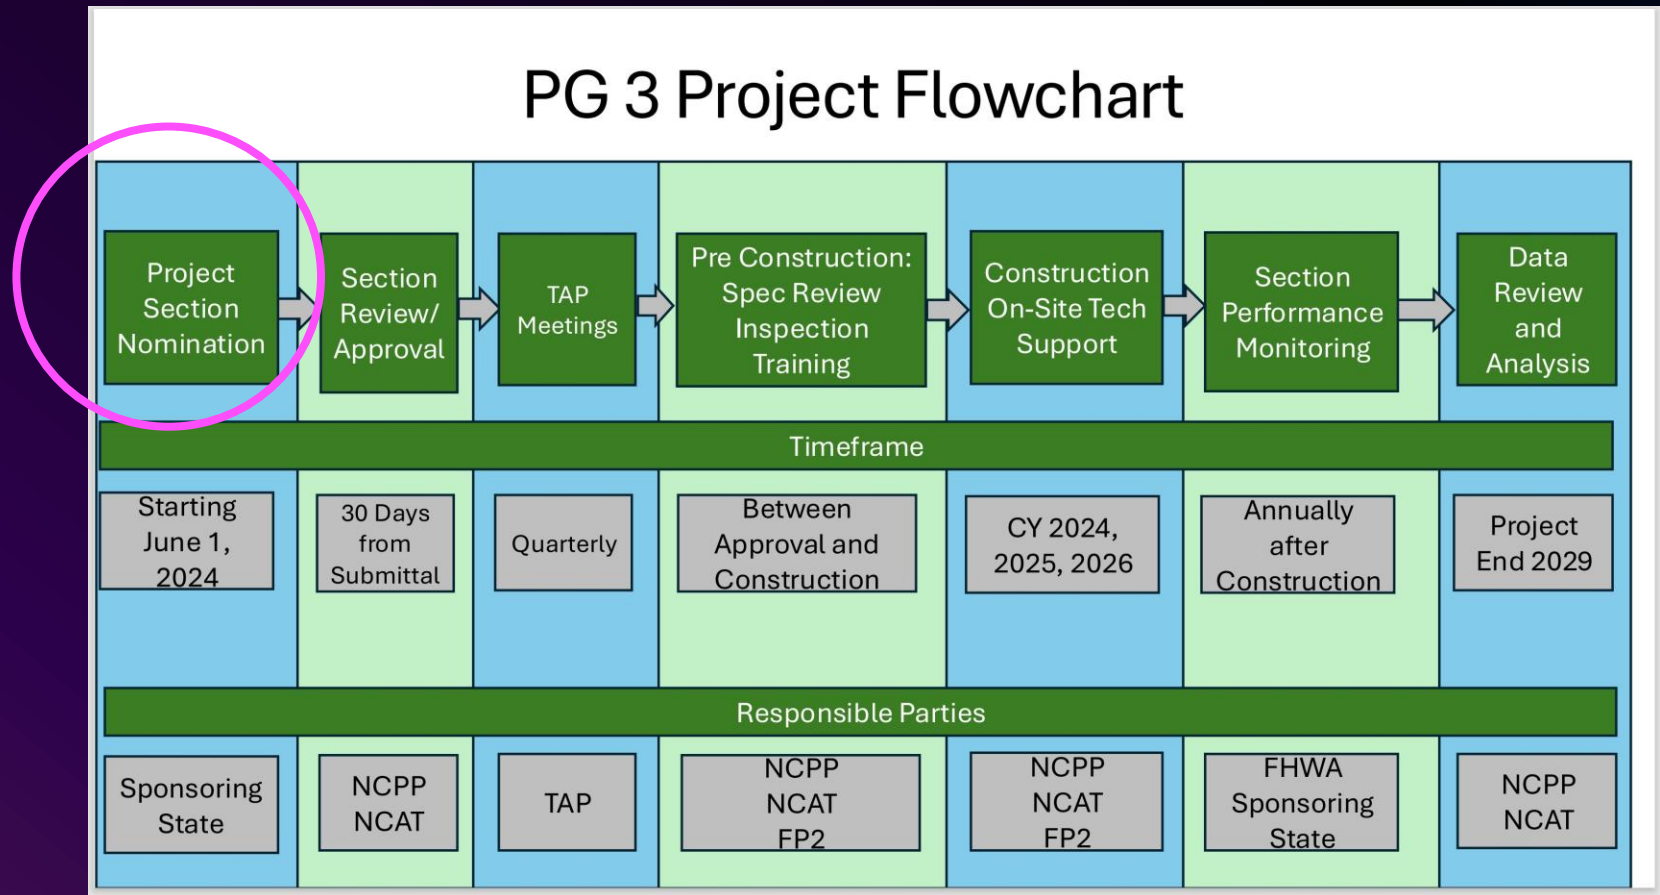 PG 3 Project Flowchart
Project
Section
Nomination
Section
Review/
Approval
TAP
Meetings
Pre Construction:
Spec Review
Inspection
Training
Construction
On-Site Tech
Support
Section
Performance
Monitoring
Data
Review
and
Analysis
Timeframe
Starting
June 1,
2024
30 Days
from
Submittal
Quarterly
Between
Approval and
Construction
CY 2024,
2025, 2026
Annually
after
Construction
Project
End 2029
Responsible Parties
Sponsoring
State
NCPP
NCAT
TAP
NCPP
NCAT
FP2
NCPP
NCAT
FP2
FHWA
Sponsoring
State
NCPP
NCAT